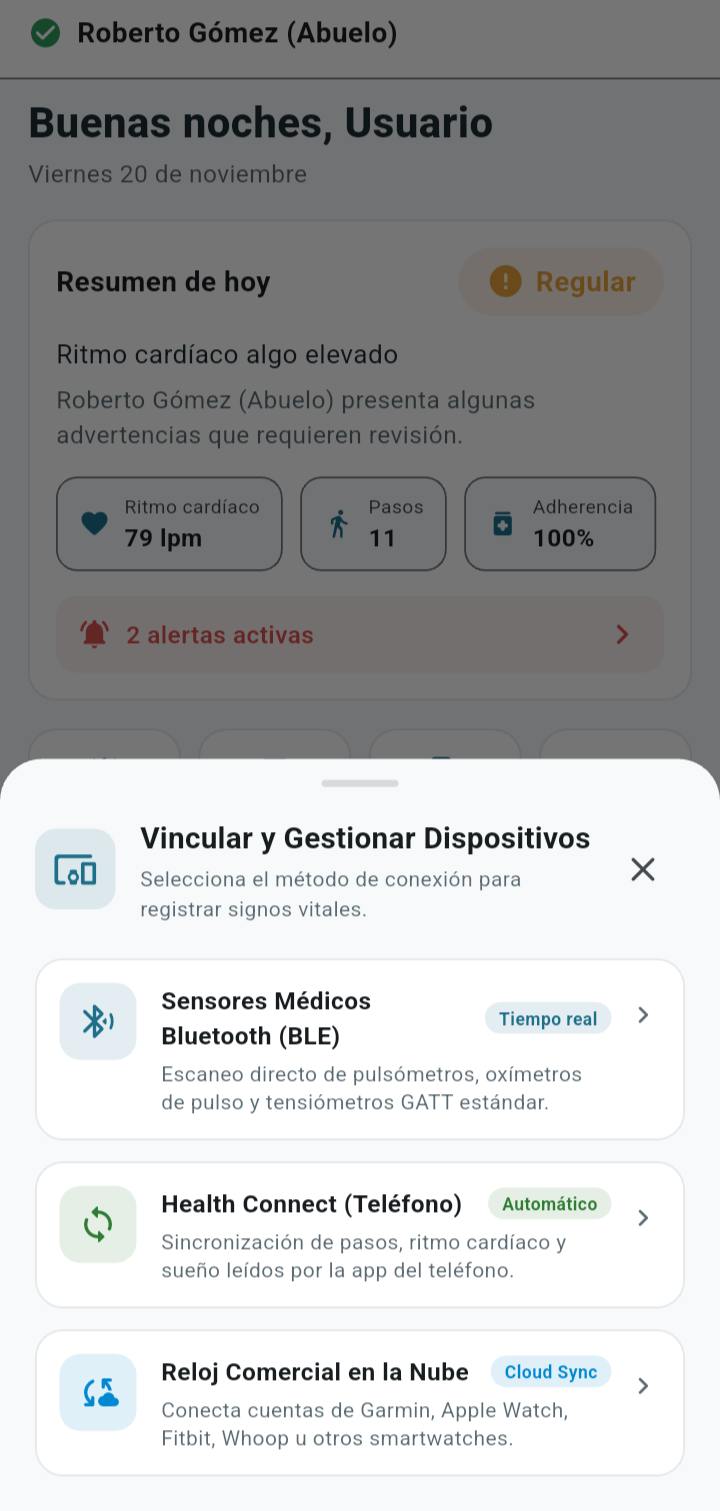 Roberto Gómez (Abuelo)
Buenas noches, Usuario
Viernes 20 de noviembre
Resumen de hoy
Regular
Ritmo cardíaco algo elevado
Roberto Gómez (Abuelo) presenta algunas
advertencias que requieren revisión.
Ritmo cardíaco
79 lpm
Pasos
11
Adherencia
100%
2 alertas activas
Vincular y Gestionar Dispositivos
Selecciona el método de conexión para
registrar signos vitales.
Sensores Médicos
Bluetooth (BLE)
Tiempo real
Escaneo directo de pulsómetros, oxímetros
de pulso y tensiómetros GATT estándar.
Health Connect (Teléfono)
Automático
Sincronización de pasos, ritmo cardíaco y
sueño leídos por la app del teléfono.
Reloj Comercial en la Nube
Cloud Sync
Conecta cuentas de Garmin, Apple Watch,
Fitbit, Whoop u otros smartwatches.